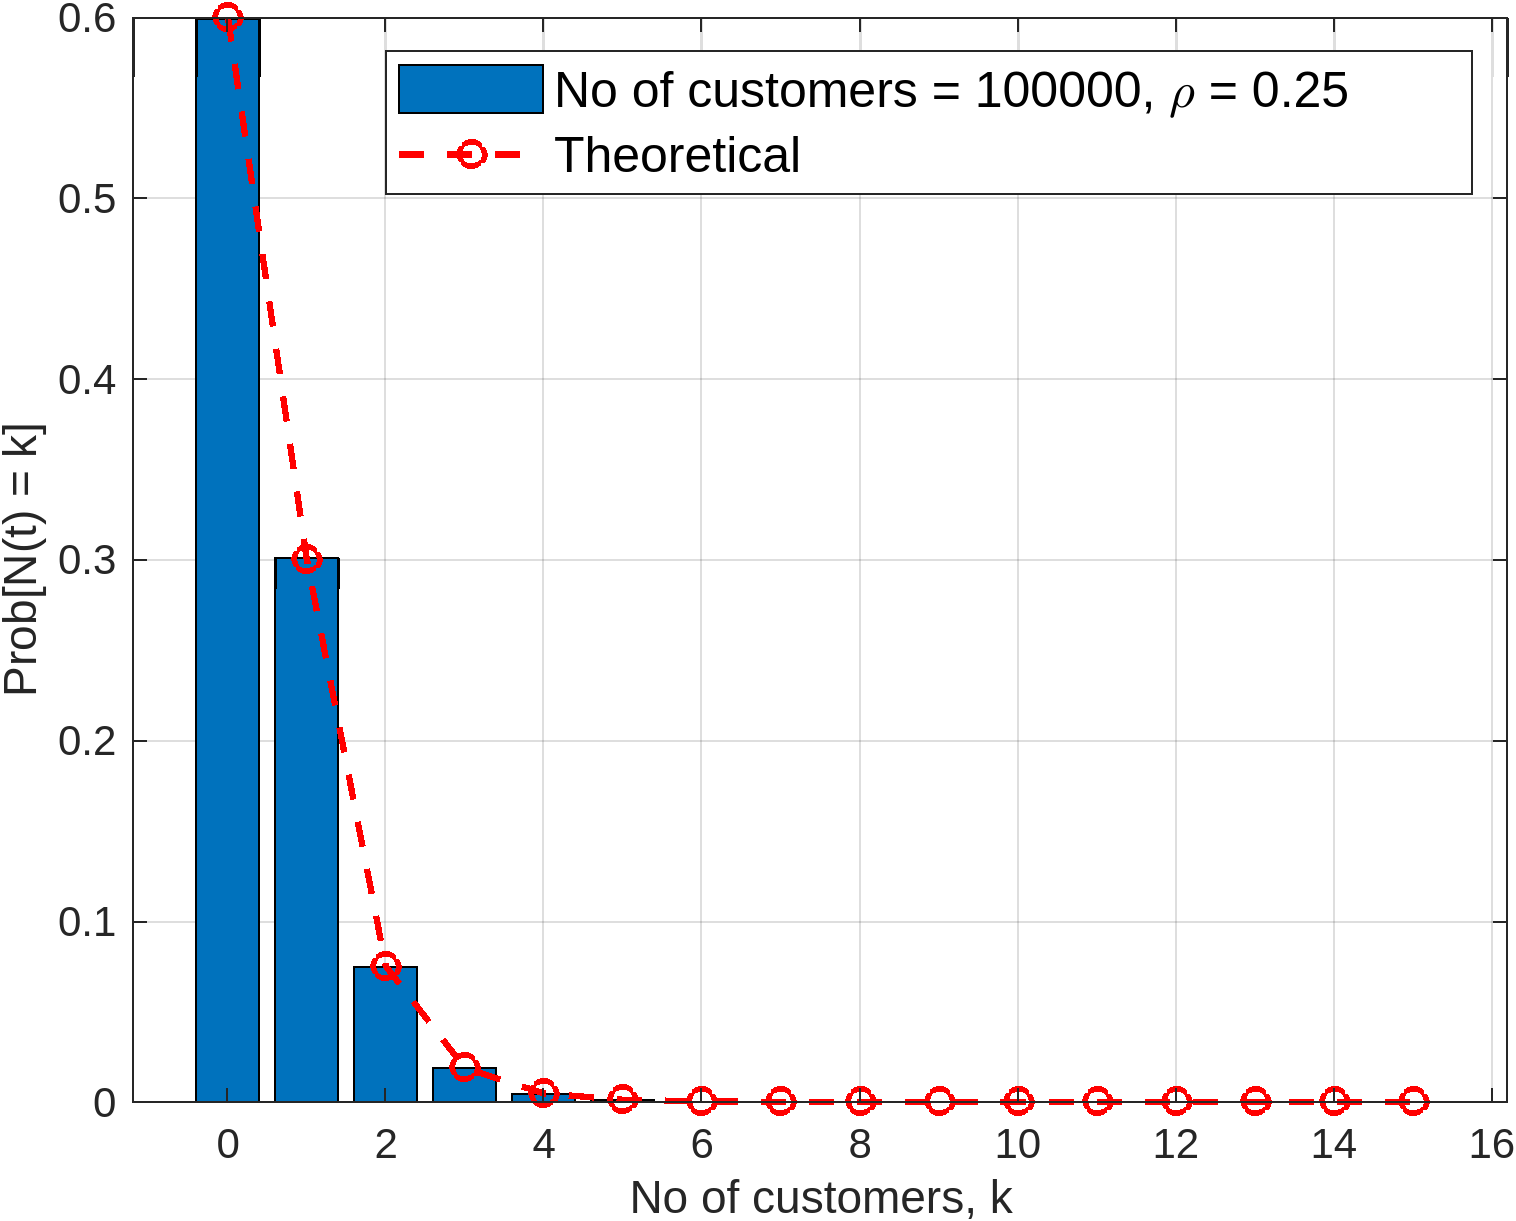 No of customers = 100000, ρ = 0.25
Theoretical
Prob[N(t) = k]
0.6
0.5
0.4
0.3
0.2
0.1
0
0 2 4 6 8 10 12 14 16
No of customers, k